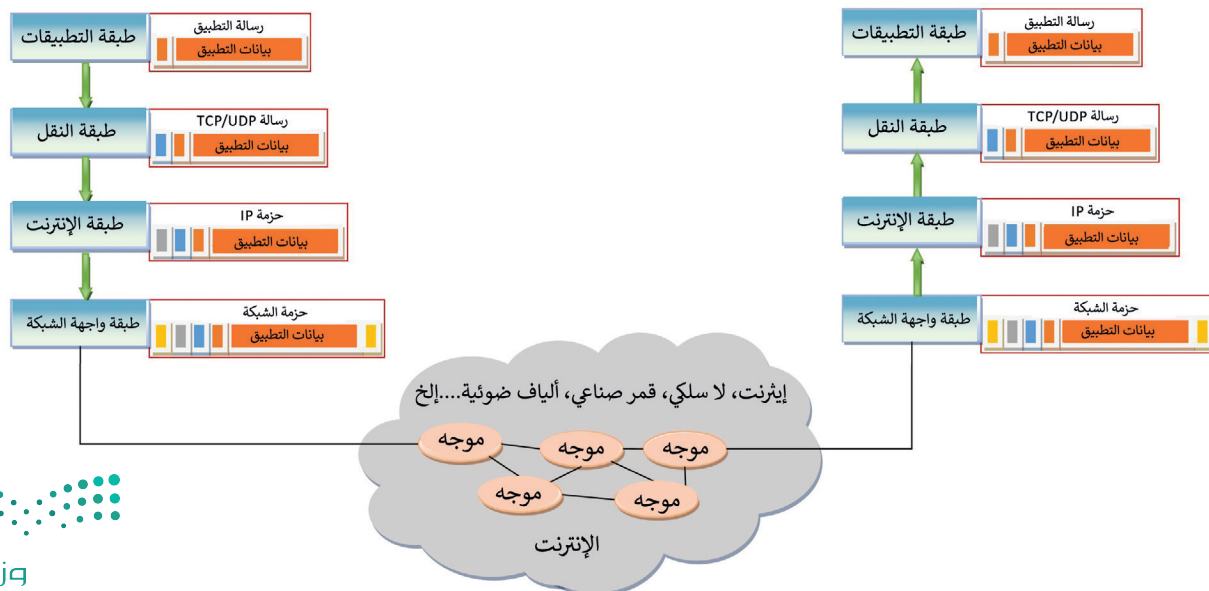 رسالة التطبيق
طبقة التطبيقات
بيانات التطبيق
رسالة TCP/UDP
طبقة النقل
بيانات التطبيق
حزمة IP
طبقة الإنترنت
بيانات التطبيق
حزمة الشبكة
طبقة واجهة الشبكة
بيانات التطبيق
رسالة التطبيق
طبقة التطبيقات
بيانات التطبيق
رسالة TCP/UDP
طبقة النقل
بيانات التطبيق
حزمة IP
طبقة الإنترنت
بيانات التطبيق
حزمة الشبكة
طبقة واجهة الشبكة
بيانات التطبيق
إيثرنت، لا سلكي، قمر صناعي، ألياف ضوئية....إلخ
موجه
موجه
موجه
موجه
موجه
الإنترنت